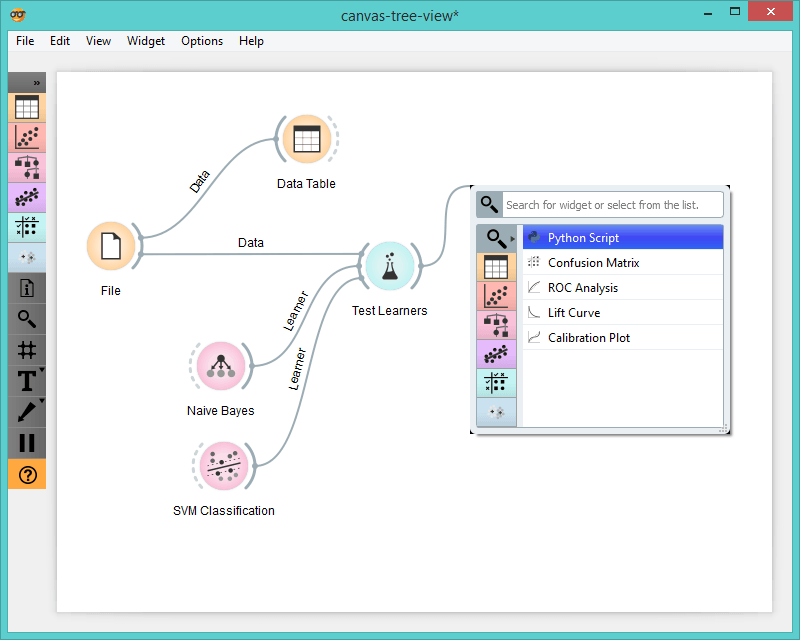 canvas-tree-view*
File Edit View Widget Options Help
»
Data
Data Table
Data
File
Search for widget or select from the list.
Python Script
Confusion Matrix
ROC Analysis
Lift Curve
Calibration Plot
Test Learners
Learner
Learner
Naive Bayes
SVM Classification
T
?